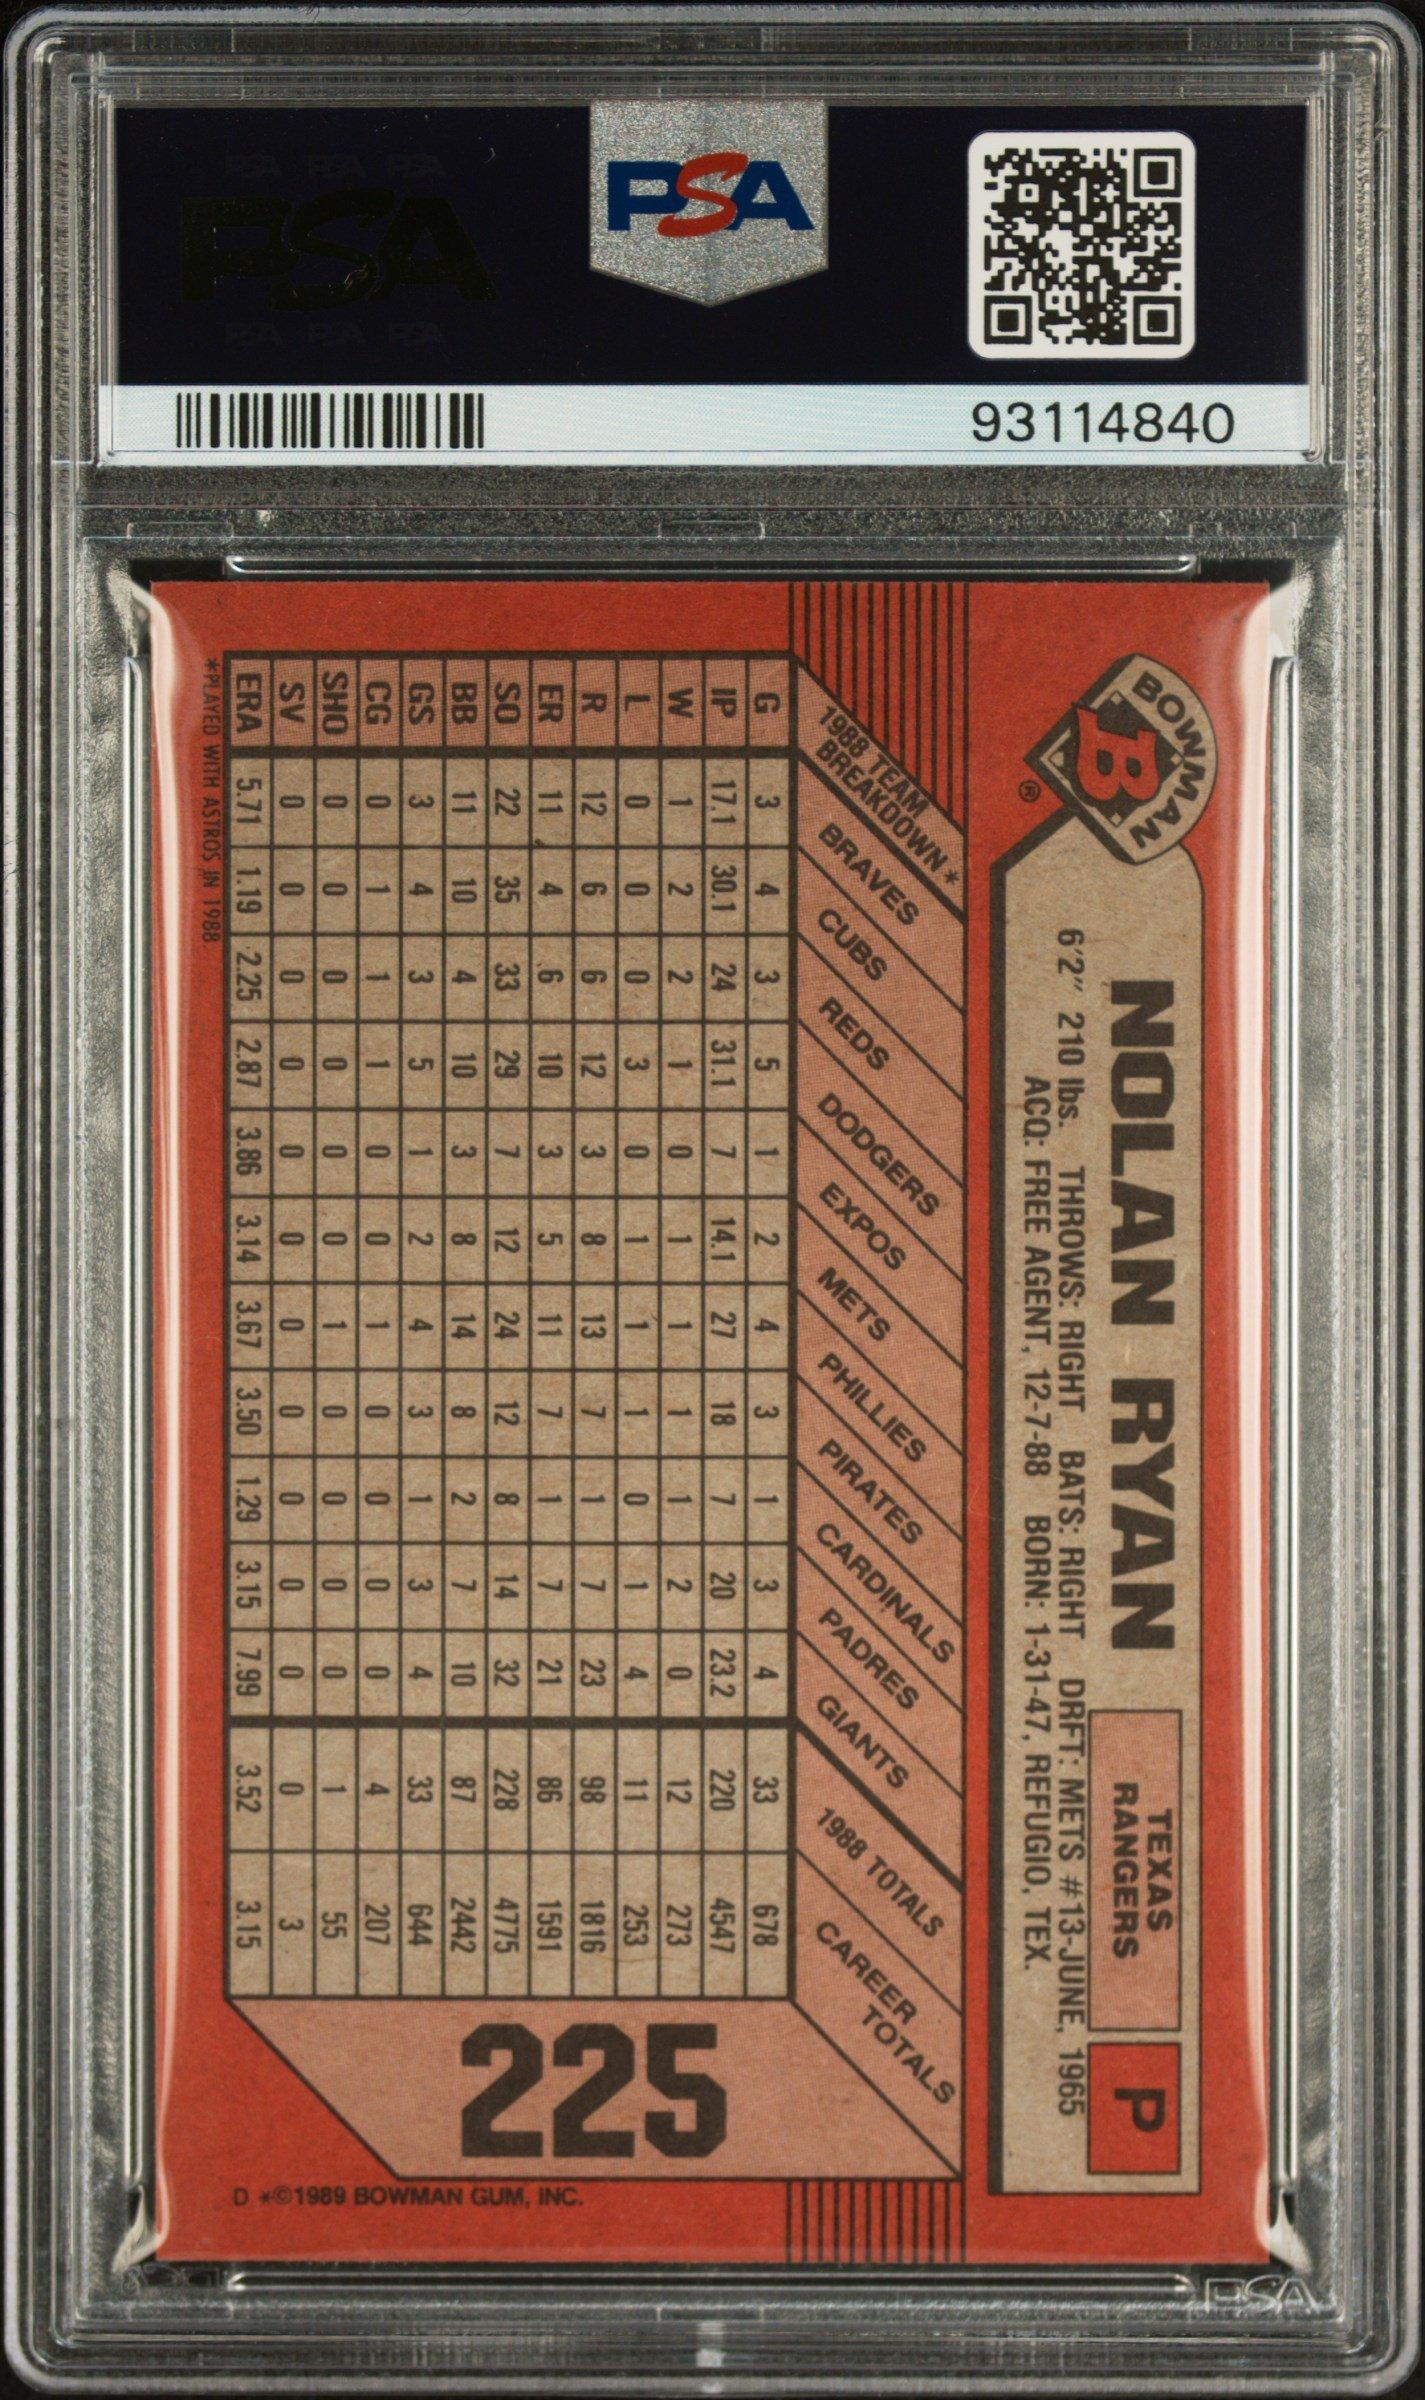 PSA PSA PSA
PSA
PSA PSA PSA
PSA
93114840
BOWMAN
B
®
NOLAN RYAN
TEXAS
RANGERS
P
6'2" 210 lbs. THROWS: RIGHT BATS: RIGHT DRFT: METS #13-JUNE, 1965
ACQ: FREE AGENT, 12-7-88 BORN: 1-31-47, REFUGIO, TEX.
1988 TEAM
BREAKDOWN*
BRAVES
CUBS
REDS
DODGERS
EXPOS
METS
PHILLIES
PIRATES
CARDINALS
PADRES
GIANTS
1988 TOTALS
CAREER
TOTALS
G 3 4 3 5 1 2 4 3 1 3 4 33 678
IP 17.1 30.1 24 31.1 7 14.1 27 18 7 20 23.2 220 4547
W 1 2 2 1 0 1 1 1 1 2 0 12 273
L 0 0 0 3 0 1 1 1 0 1 4 11 253
R 12 6 6 12 3 8 13 7 1 7 23 98 1816
ER 11 4 6 10 3 5 11 7 1 7 21 86 1591
SO 22 35 33 29 7 12 24 12 8 14 32 228 4775
BB 11 10 4 10 3 8 14 8 2 7 10 87 2442
GS 3 4 3 5 1 2 4 3 1 3 4 33 644
CG 0 1 1 1 0 0 1 0 0 0 0 4 207
SHO 0 0 0 0 0 0 1 0 0 0 0 1 55
SV 0 0 0 0 0 0 0 0 0 0 0 0 3
ERA 5.71 1.19 2.25 2.87 3.86 3.14 3.67 3.50 1.29 3.15 7.99 3.52 3.15
*PLAYED WITH ASTROS IN 1988.
225
D *©1989 BOWMAN GUM, INC.
PSA